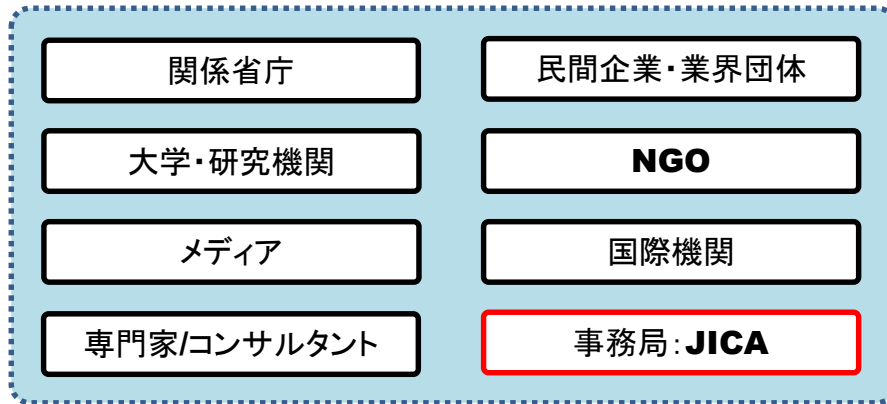 関係省庁
民間企業・業界団体
大学・研究機関
NGO
メディア
国際機関
専門家/コンサルタント
事務局：JICA